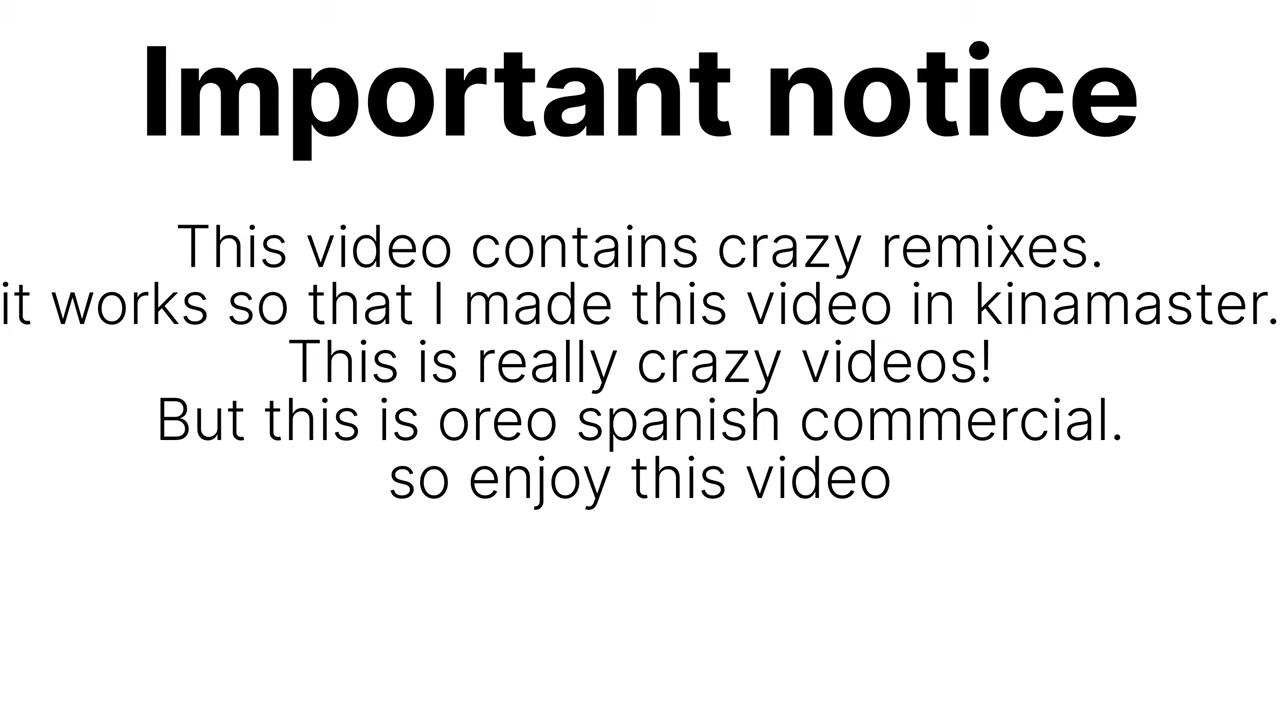 Important notice
This video contains crazy remixes.
it works so that I made this video in kinamaster.
This is really crazy videos!
But this is oreo spanish commercial.
so enjoy this video